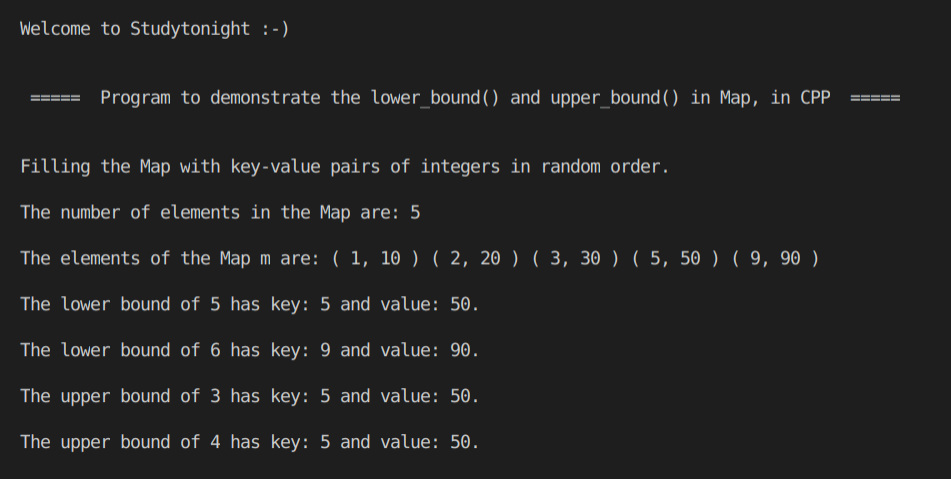 Welcome to Studytonight :-)
===== Program to demonstrate the lower_bound() and upper_bound() in Map, in CPP =====
Filling the Map with key-value pairs of integers in random order.
The number of elements in the Map are: 5
The elements of the Map m are: ( 1, 10 ) ( 2, 20 ) ( 3, 30 ) ( 5, 50 ) ( 9, 90 )
The lower bound of 5 has key: 5 and value: 50.
The lower bound of 6 has key: 9 and value: 90.
The upper bound of 3 has key: 5 and value: 50.
The upper bound of 4 has key: 5 and value: 50.